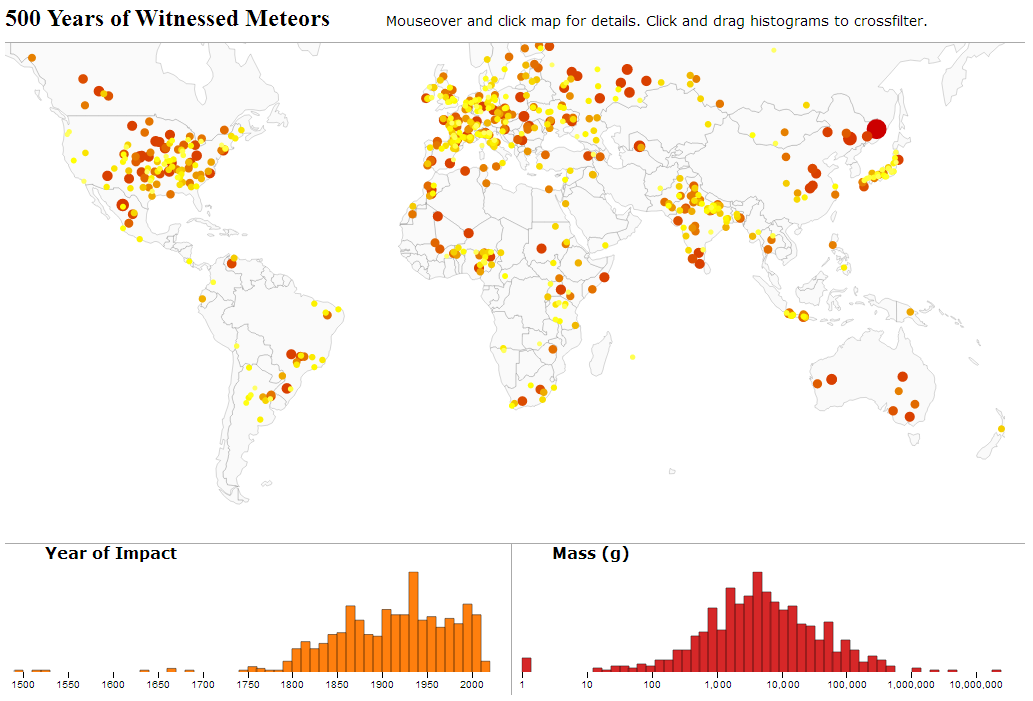 500 Years of Witnessed Meteors
Mouseover and click map for details. Click and drag histograms to crossfilter.
Year of Impact
1500 1550 1600 1650 1700 1750 1800 1850 1900 1950 2000
Mass (g)
1 10 100 1,000 10,000 100,000 1,000,000 10,000,000